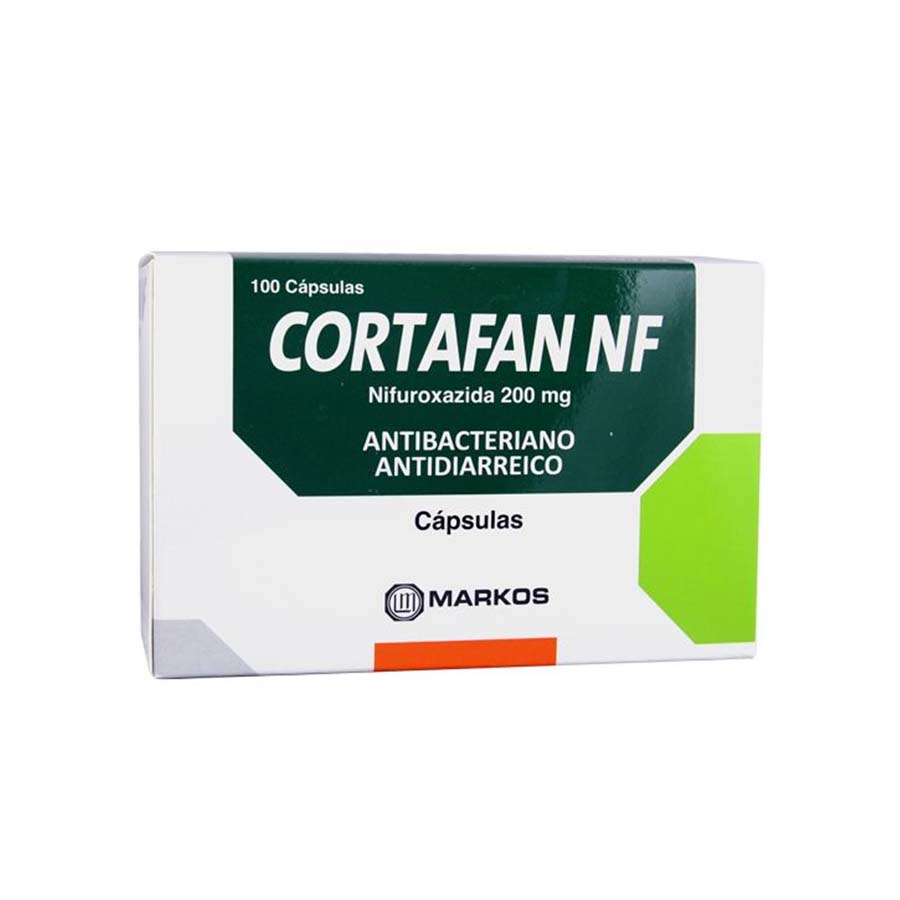 100 Cápsulas
CORTAFAN NF
Nifuroxazida 200 mg
ANTIBACTERIANO
ANTIDIARREICO
Cápsulas
MARKOS